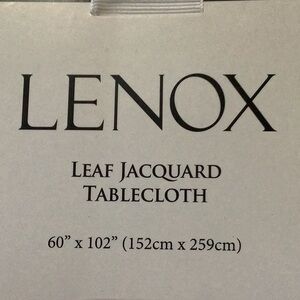 LENOX
LEAF JACQUARD
TABLECLOTH
60” x 102” (152cm x 259cm)